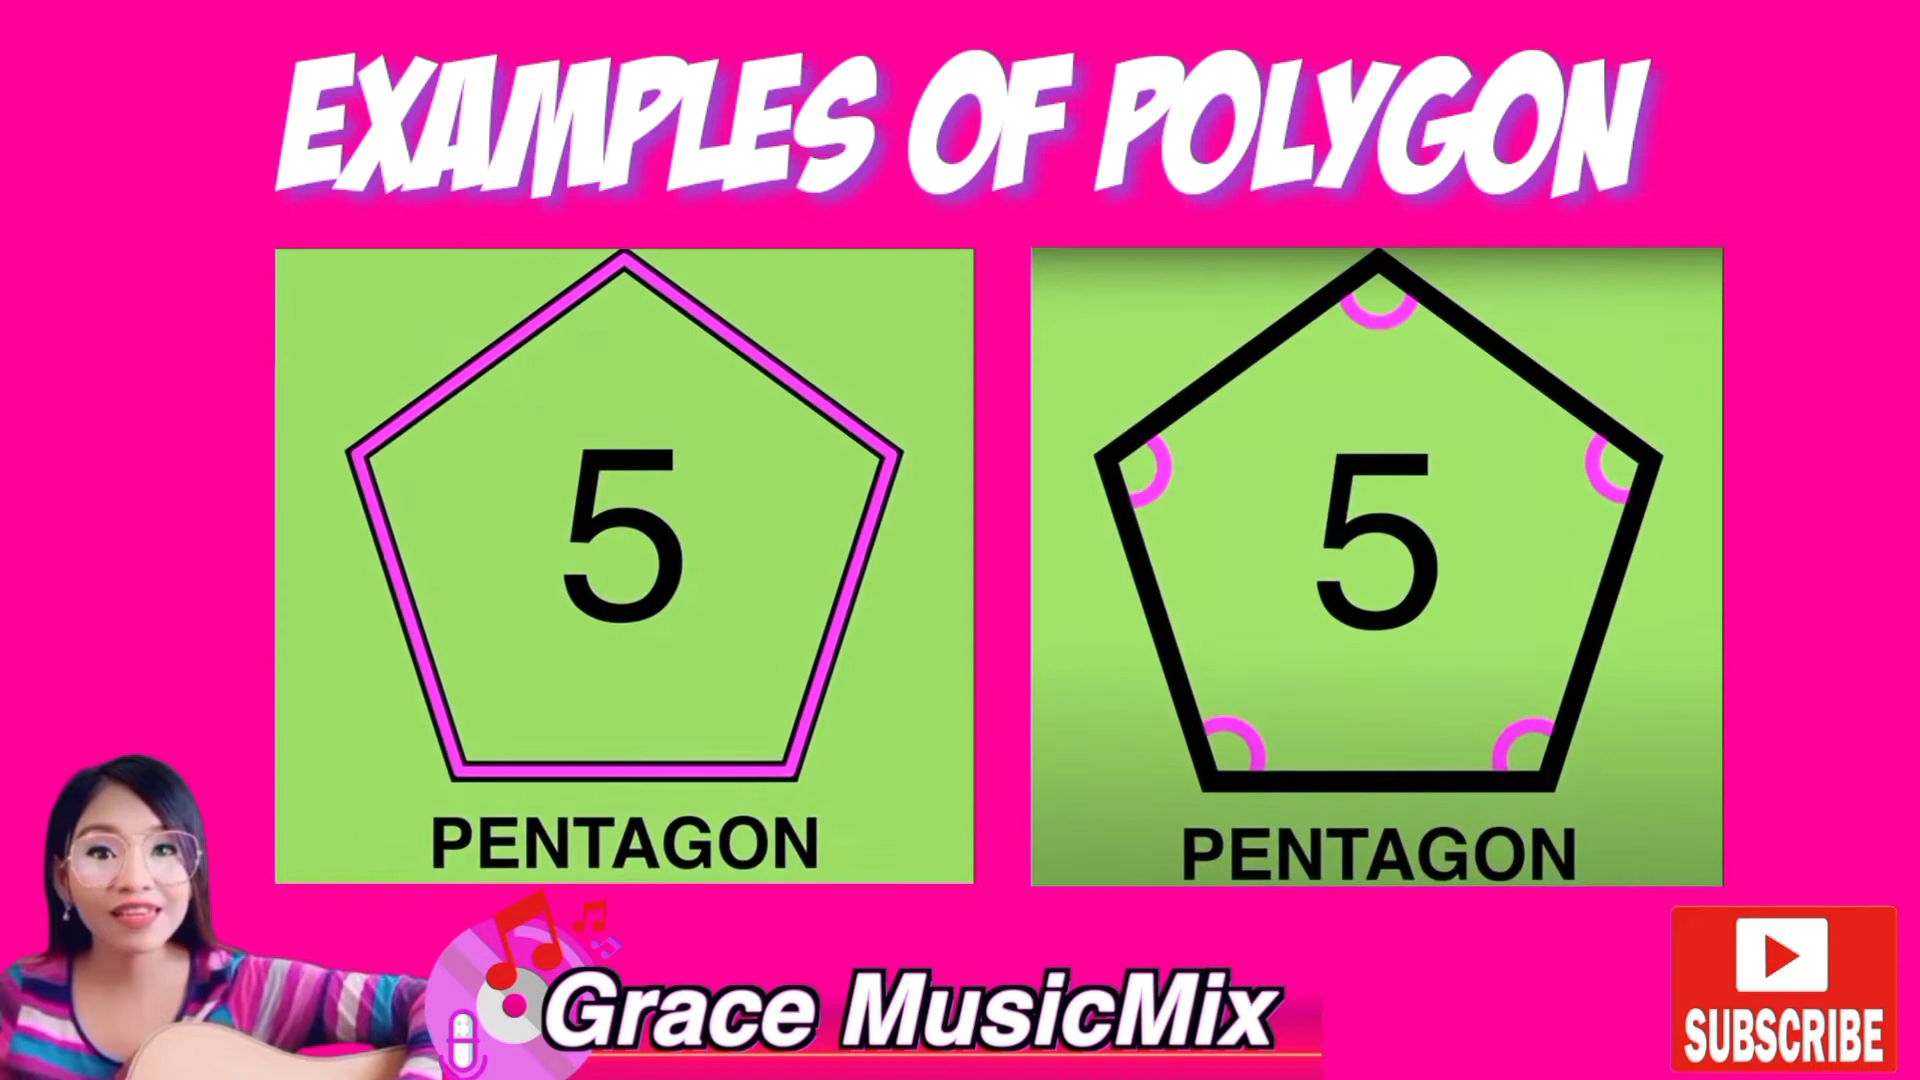 EXAMPLES OF POLYGON
5
PENTAGON
5
PENTAGON
Grace MusicMix
SUBSCRIBE